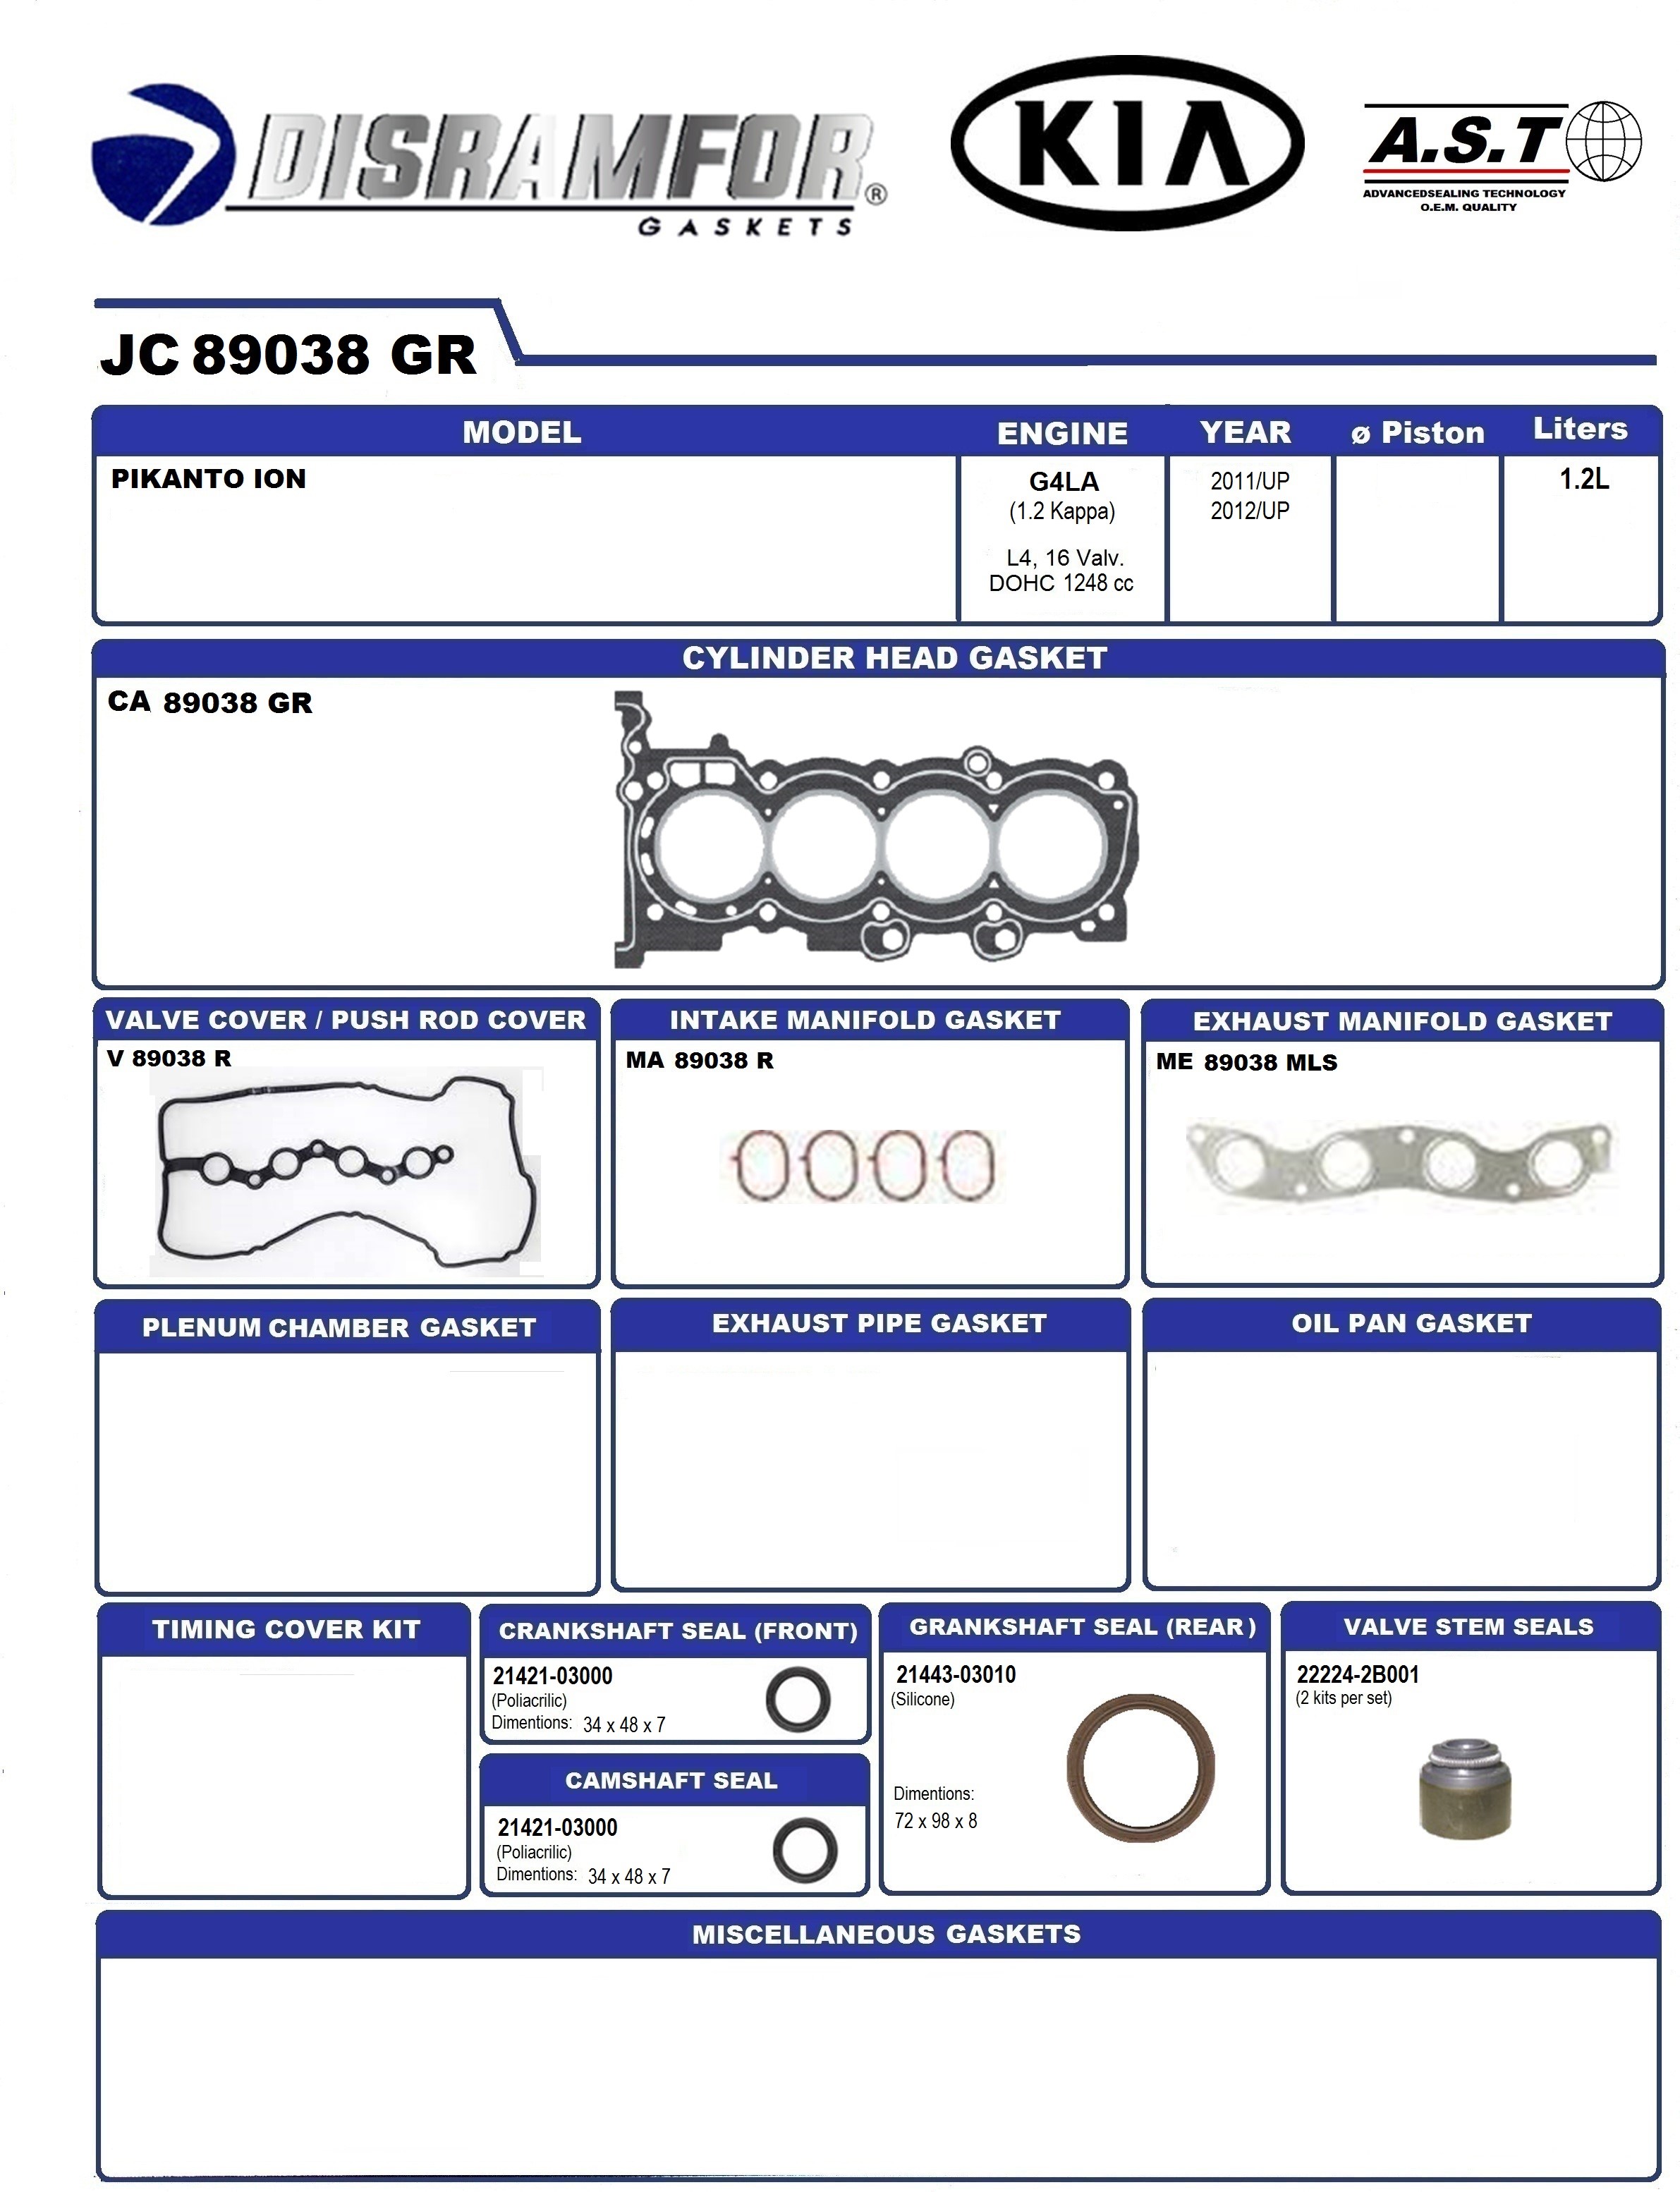 DISRAMFOR®
GASKETS
KIA
A.S.T
ADVANCEDSEALING TECHNOLOGY
O.E.M. QUALITY
JC 89038 GR
MODEL ENGINE YEAR ø Piston Liters
PIKANTO ION G4LA 2011/UP 1.2L
(1.2 Kappa) 2012/UP
L4, 16 Valv.
DOHC 1248 cc
CYLINDER HEAD GASKET
CA 89038 GR
VALVE COVER / PUSH ROD COVER
V 89038 R
INTAKE MANIFOLD GASKET
MA 89038 R
EXHAUST MANIFOLD GASKET
ME 89038 MLS
PLENUM CHAMBER GASKET
EXHAUST PIPE GASKET
OIL PAN GASKET
TIMING COVER KIT
CRANKSHAFT SEAL (FRONT)
21421-03000
(Poliacrilic)
Dimentions: 34 x 48 x 7
CAMSHAFT SEAL
21421-03000
(Poliacrilic)
Dimentions: 34 x 48 x 7
GRANKSHAFT SEAL (REAR)
21443-03010
(Silicone)
Dimentions:
72 x 98 x 8
VALVE STEM SEALS
22224-2B001
(2 kits per set)
MISCELLANEOUS GASKETS